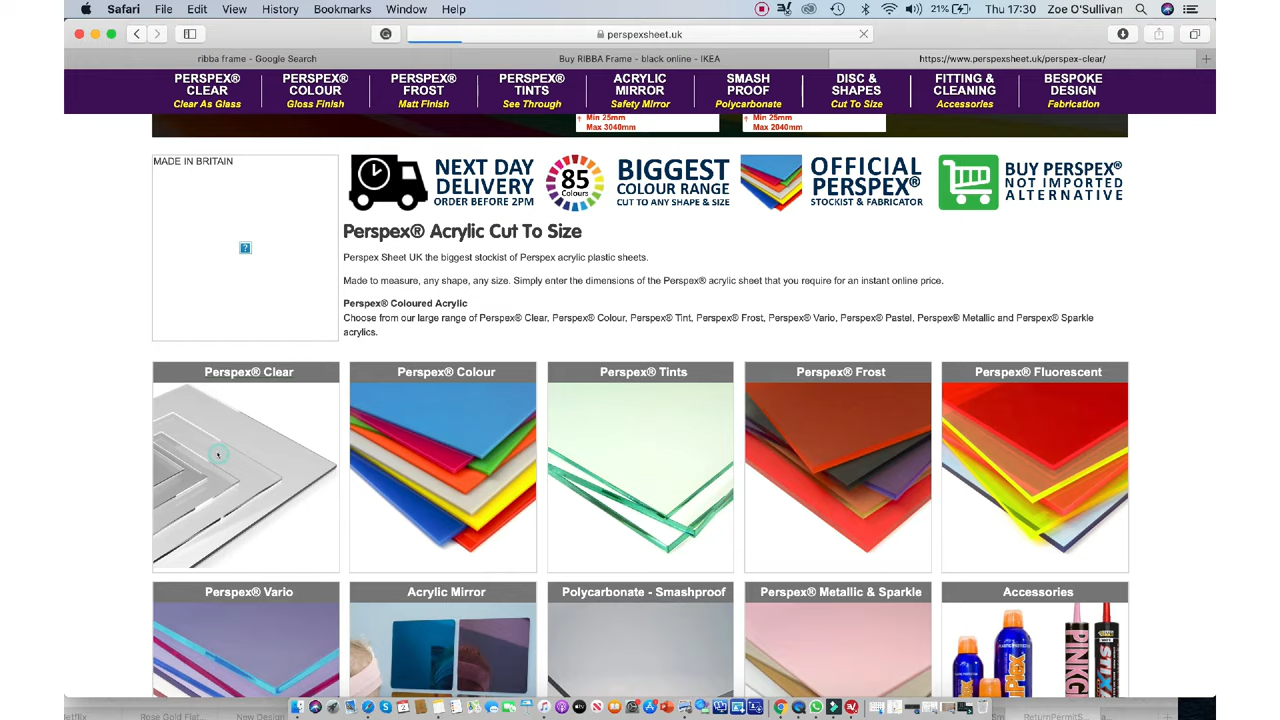 Safari File Edit View History Bookmarks Window Help 21% Thu 17:30 Zoe O'Sullivan
perspexsheet.uk
ribba frame - Google Search Buy RIBBA Frame - black online - IKEA https://www.perspexsheet.uk/perspex-clear/
PERSPEX® PERSPEX® PERSPEX® PERSPEX® ACRYLIC SMASH DISC & FITTING & BESPOKE
CLEAR COLOUR FROST TINTS MIRROR PROOF SHAPES CLEANING DESIGN
Clear As Glass Gloss Finish Matt Finish See Through Safety Mirror Polycarbonate Cut To Size Accessories Fabrication
Min 25mm Min 25mm
Max 3048mm Max 2040mm
MADE IN BRITAIN
NEXT DAY
DELIVERY
ORDER BEFORE 2PM
85
Colours
BIGGEST
COLOUR RANGE
CUT TO ANY SHAPE & SIZE
OFFICIAL
PERSPEX®
STOCKIST & FABRICATOR
BUY PERSPEX®
NOT IMPORTED
ALTERNATIVE
Perspex® Acrylic Cut To Size
Perspex Sheet UK the biggest stockist of Perspex acrylic plastic sheets.
Made to measure, any shape, any size. Simply enter the dimensions of the Perspex® acrylic sheet that you require for an instant online price.
Perspex® Coloured Acrylic
Choose from our large range of Perspex® Clear, Perspex® Colour, Perspex® Tint, Perspex® Frost, Perspex® Vario, Perspex® Pastel, Perspex® Metallic and Perspex® Sparkle
acrylics.
Perspex® Clear Perspex® Colour Perspex® Tints Perspex® Frost Perspex® Fluorescent
Perspex® Vario Acrylic Mirror Polycarbonate - Smashproof Perspex® Metallic & Sparkle Accessories
Rose Gold Flat... New Design ReturnPermitS...